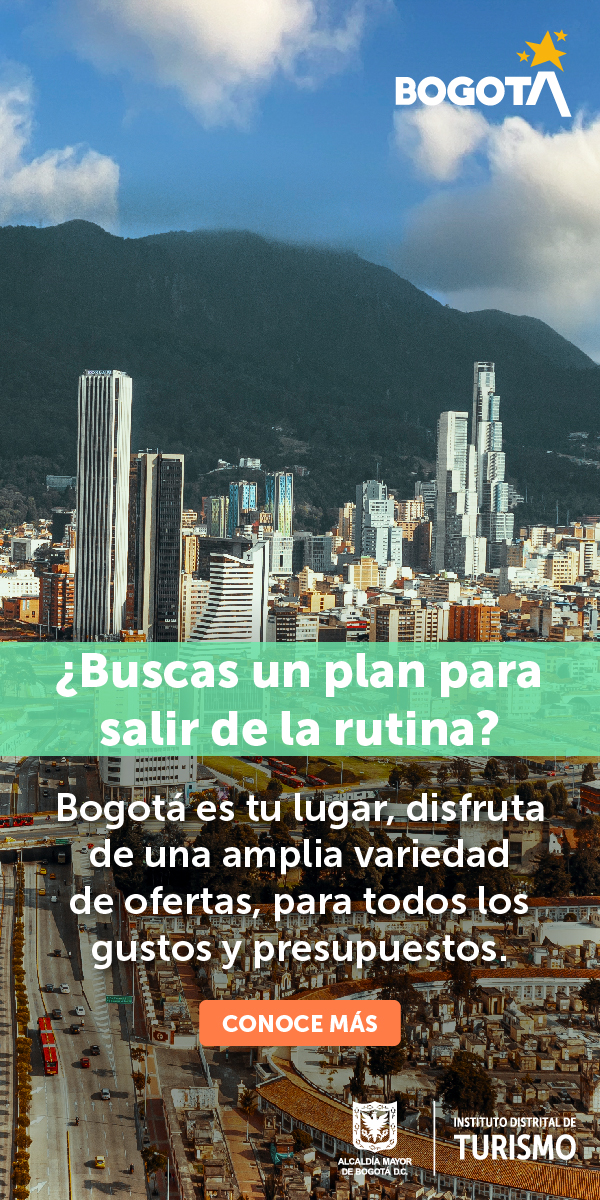 BOGOTÁ
¿Buscas un plan para
salir de la rutina?
Bogotá es tu lugar, disfruta
de una amplia variedad
de ofertas, para todos los
gustos y presupuestos.
CONOCE MÁS
ALCALDÍA MAYOR
DE BOGOTÁ D.C.
INSTITUTO DISTRITAL DE
TURISMO